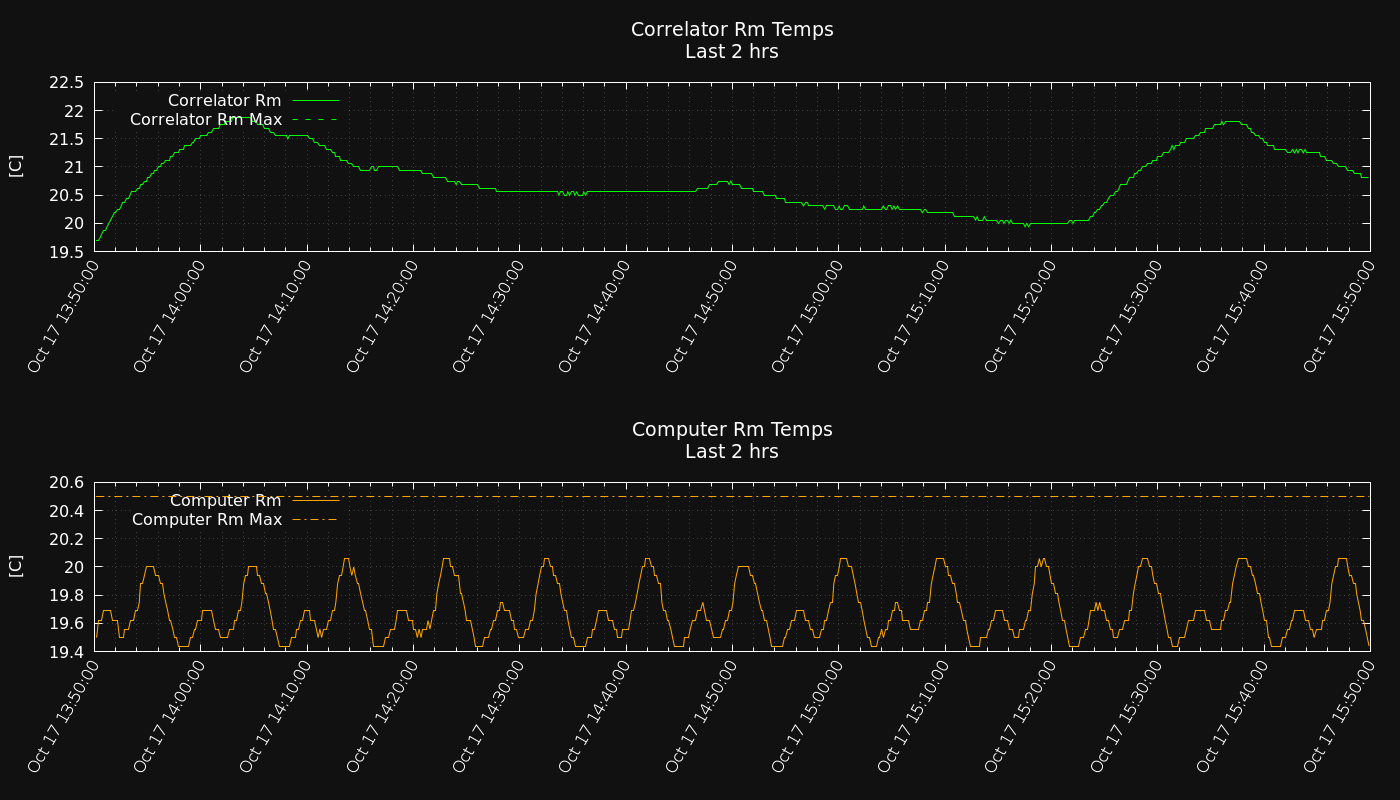 Correlator Rm Temps
Last 2 hrs
22.5
22
21.5
21
20.5
20
19.5
[C]
Correlator Rm
Correlator Rm Max
Oct 17 13:50:00
Oct 17 14:00:00
Oct 17 14:10:00
Oct 17 14:20:00
Oct 17 14:30:00
Oct 17 14:40:00
Oct 17 14:50:00
Oct 17 15:00:00
Oct 17 15:10:00
Oct 17 15:20:00
Oct 17 15:30:00
Oct 17 15:40:00
Oct 17 15:50:00
Computer Rm Temps
Last 2 hrs
20.6
20.4
20.2
20
19.8
19.6
19.4
[C]
Computer Rm
Computer Rm Max
Oct 17 13:50:00
Oct 17 14:00:00
Oct 17 14:10:00
Oct 17 14:20:00
Oct 17 14:30:00
Oct 17 14:40:00
Oct 17 14:50:00
Oct 17 15:00:00
Oct 17 15:10:00
Oct 17 15:20:00
Oct 17 15:30:00
Oct 17 15:40:00
Oct 17 15:50:00